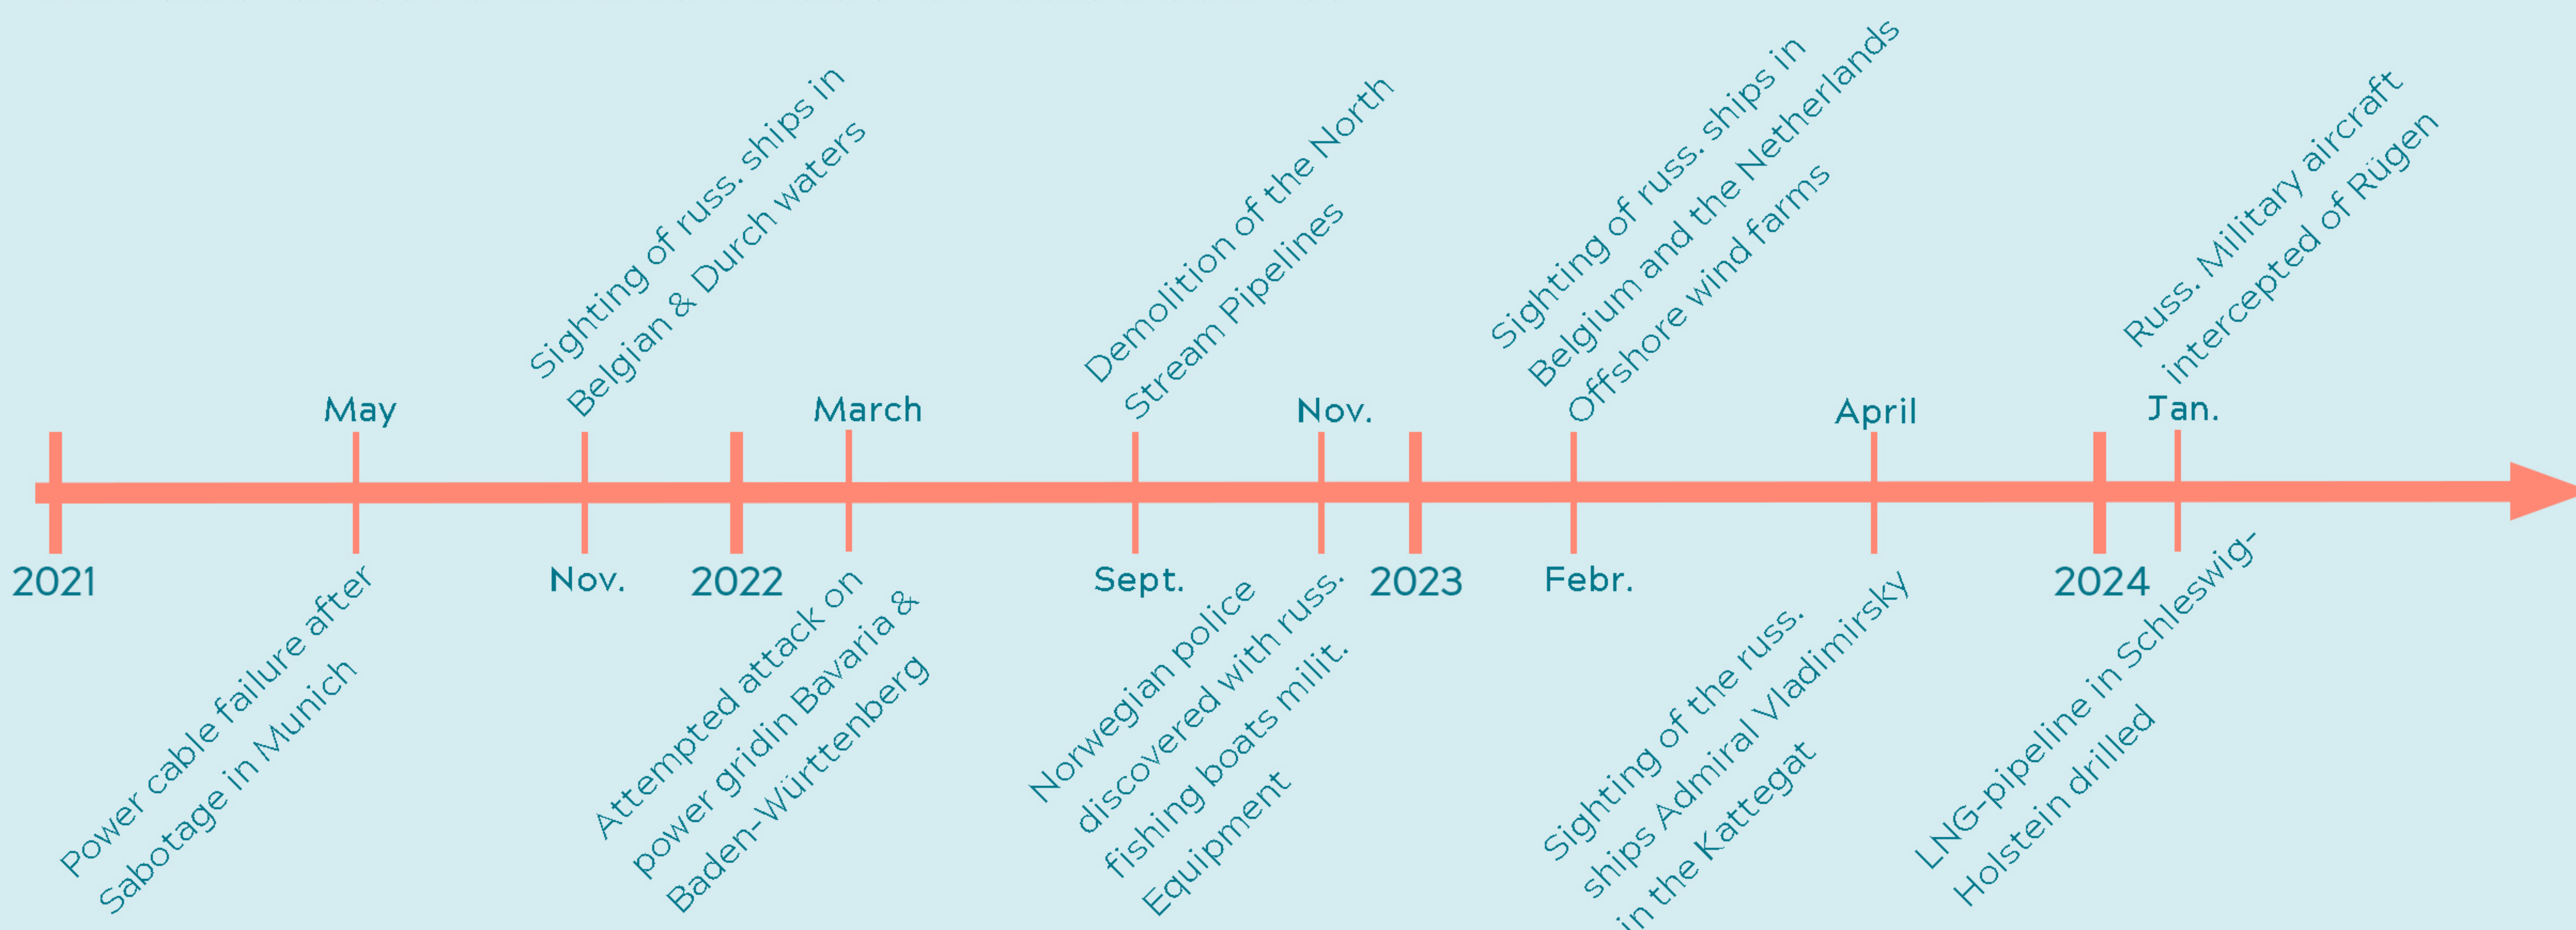 Sighting of russ. ships in
Belgian & Durch waters
Demolition of the North
Stream Pipelines
Sighting of russ. ships in
Belgium and the Netherlands
Offshore wind farms
Russ. Military aircraft
intercepted of Rügen
May
March
Nov.
April
Jan.
2021
Nov.
2022
Sept.
2023
Febr.
2024
Power cable failure after
Sabotage in Munich
Attempted attack on
power gridin Bavaria &
Baden-Württenberg
Norwegian police
discovered with russ.
fishing boats milit.
Equipment
Sighting of the russ.
ships Admiral Vladimirsky
in the Kattegat
LNG-pipeline in Schleswig-
Holstein drilled